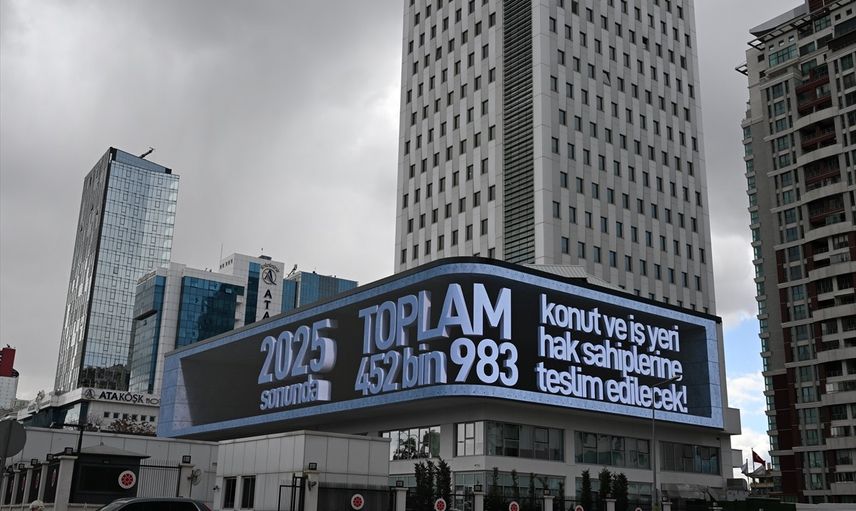 2025
sonunda
TOPLAM
452 bin 983
konut ve iş yeri
hak sahiplerine
teslim edilecek!
ATAKÖŞK